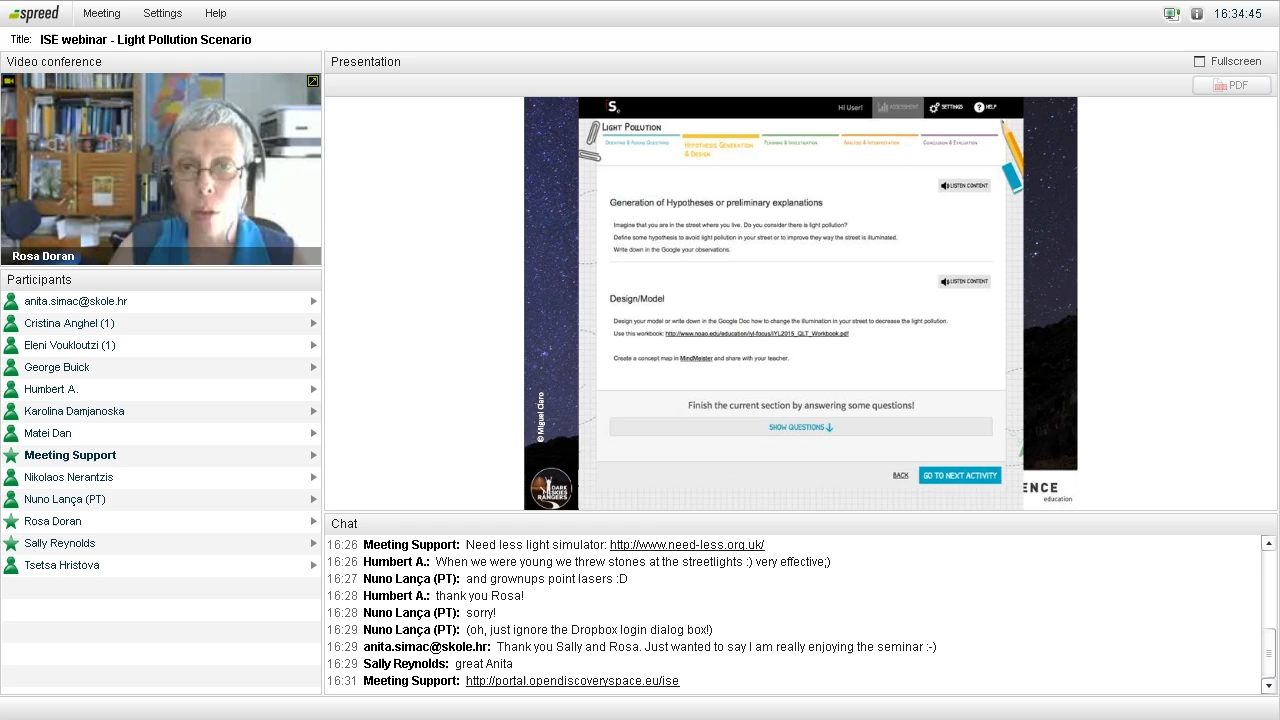 spreed Meeting Settings Help 16:34:45
Title: ISE webinar - Light Pollution Scenario
Video conference
Presentation Fullscreen
PDF
Participants
anita.simac@skole.hr
Humbert A.
Matei Daro
Meeting Support
Nikolaos Nerantzis
Nuno Lança (PT)
Rosa Doran
Sally Reynolds
Tsetsa Hristova
Hi User! ASSESSMENT SETTINGS HELP
LIGHT POLLUTION
ORIENTING & ASKING QUESTIONS
HYPOTHESIS GENERATION
& DESIGN
PLANNING & INVESTIGATION
ANALYSIS & INTERPRETATION
CONCLUSION & EVALUATION
LISTEN CONTENT
Generation of Hypotheses or preliminary explanations
Imagine that you are in the street where you live. Do you consider there is light pollution?
Define some hypothesis to avoid light pollution in your street or to improve they way the street is illuminated.
Write down in the Google your observations.
LISTEN CONTENT
Design/Model
Design your model or write down in the Google Doc how to change the illumination in your street to decrease the light pollution.
Use this workbook: http://www.noao.edu/education/iyl-focus/IYL2015_QLT_Workbook.pdf
Create a concept map in MindMeister and share with your teacher.
Finish the current section by answering some questions!
SHOW QUESTIONS
BACK GO TO NEXT ACTIVITY
© Miguel Claro
DARK
SKIES
RANGERS
ENCE
education
Chat
16:26 Meeting Support: Need less light simulator: http://www.need-less.org.uk/
16:26 Humbert A.: When we were young we threw stones at the streetlights :) very effective;)
16:27 Nuno Lança (PT): and grownups point lasers :D
16:28 Humbert A.: thank you Rosa!
16:28 Nuno Lança (PT): sorry!
16:29 Nuno Lança (PT): (oh, just ignore the Dropbox login dialog box!)
16:29 anita.simac@skole.hr: Thank you Sally and Rosa. Just wanted to say I am really enjoying the seminar :-)
16:29 Sally Reynolds: great Anita
16:31 Meeting Support: http://portal.opendiscoveryspace.eu/ise